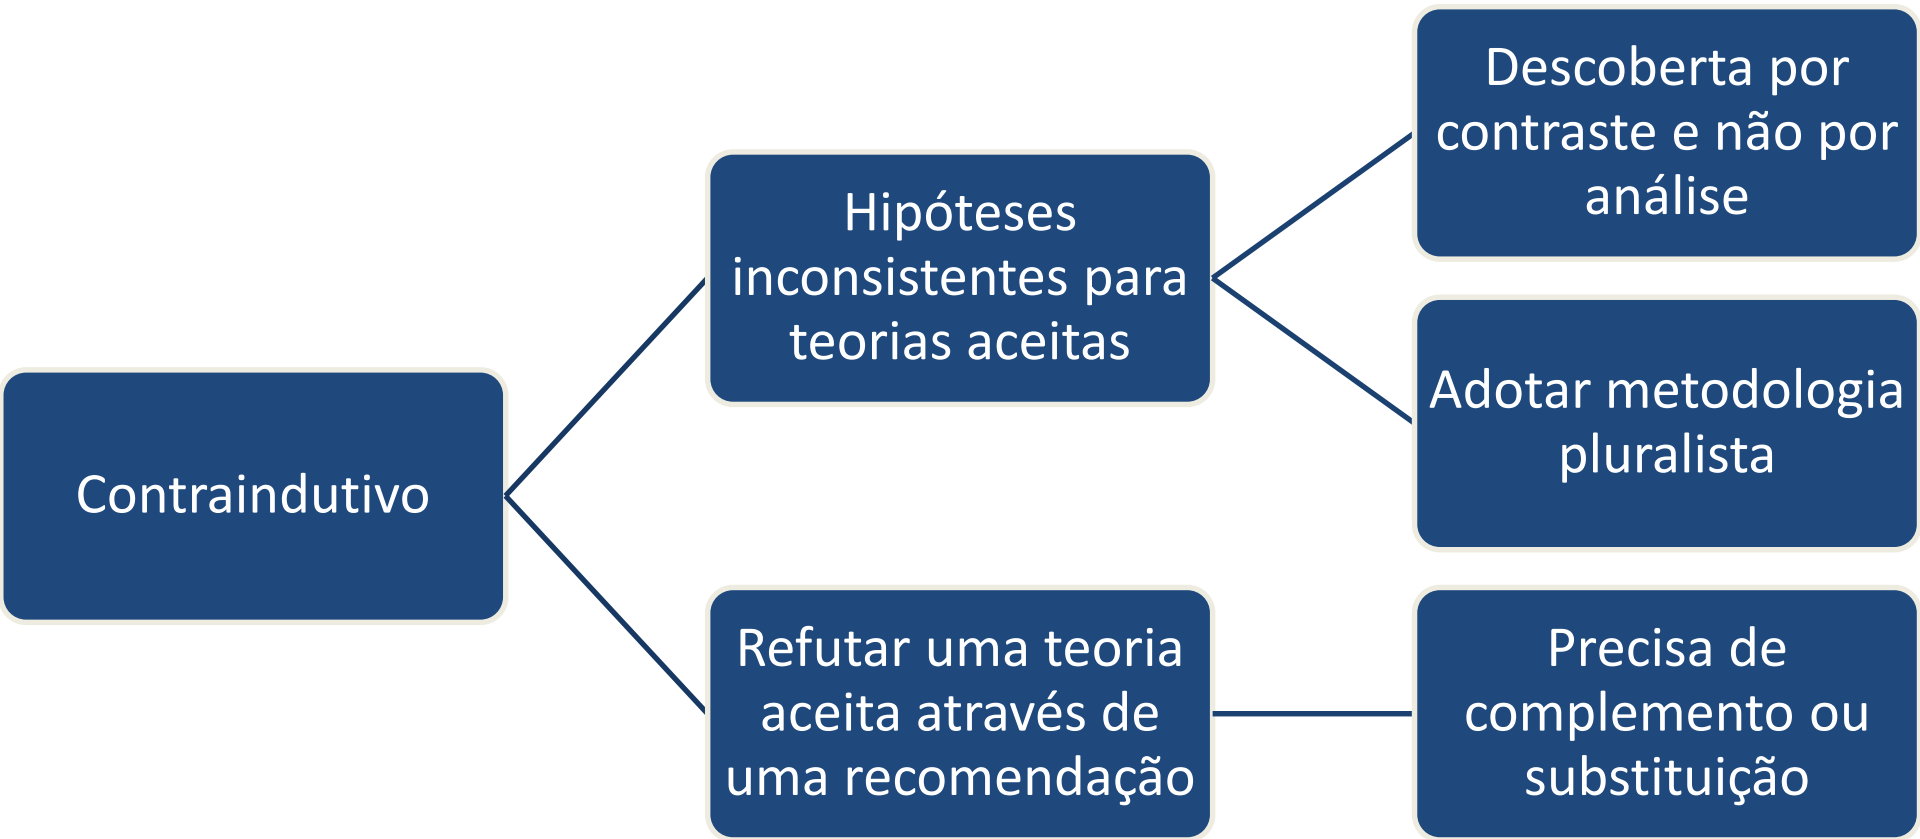 Contraindutivo
Hipóteses
inconsistentes para
teorias aceitas
Descoberta por
contraste e não por
análise
Adotar metodologia
pluralista
Refutar uma teoria
aceita através de
uma recomendação
Precisa de
complemento ou
substituição